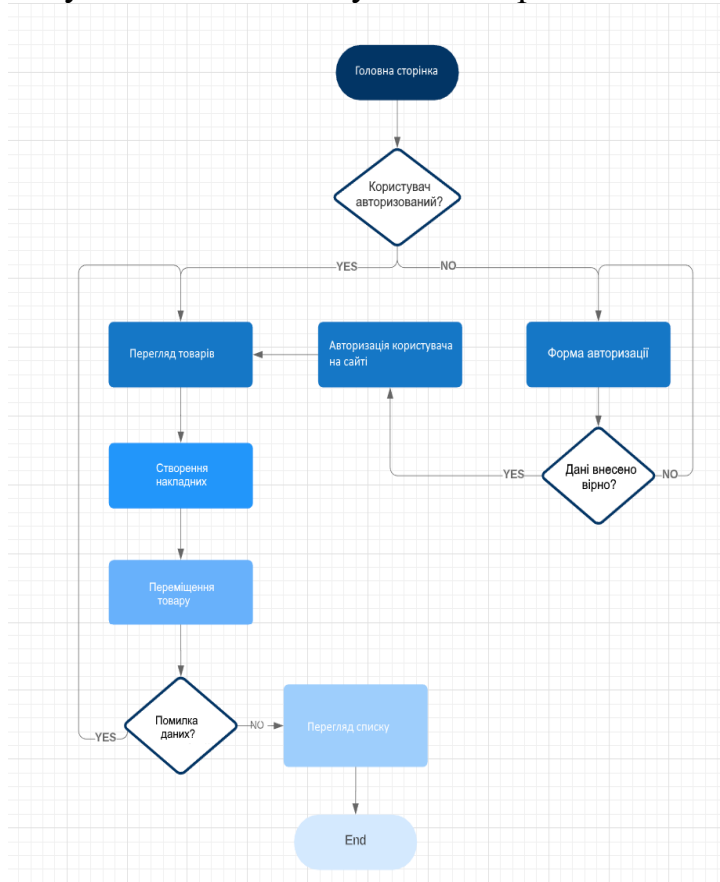 Головна сторінка
Користувач
авторизований?
YES
NO
Перегляд товарів
Авторизація користувача
на сайті
Форма авторизації
Створення
накладних
YES
Дані внесено
вірно?
NO
Переміщення
товару
Помилка
даних?
YES
NO
Перегляд списку
End